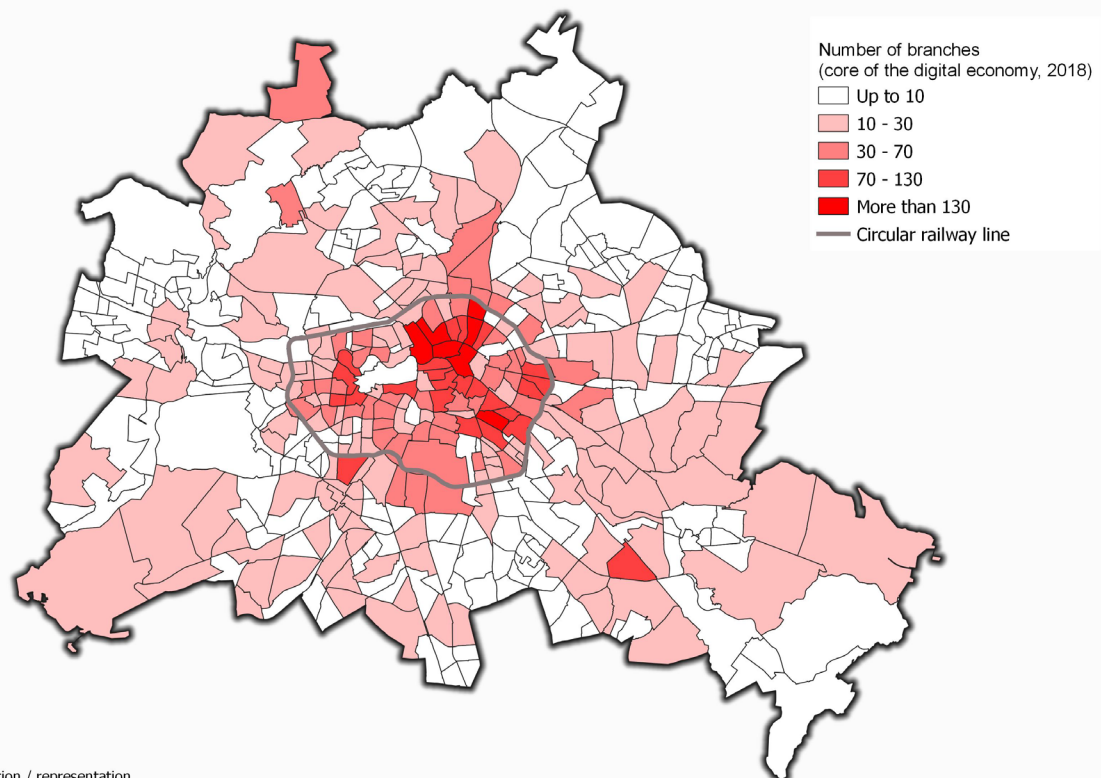 Number of branches
(core of the digital economy, 2018)
Up to 10
10 - 30
30 - 70
70 - 130
More than 130
Circular railway line
/ representation